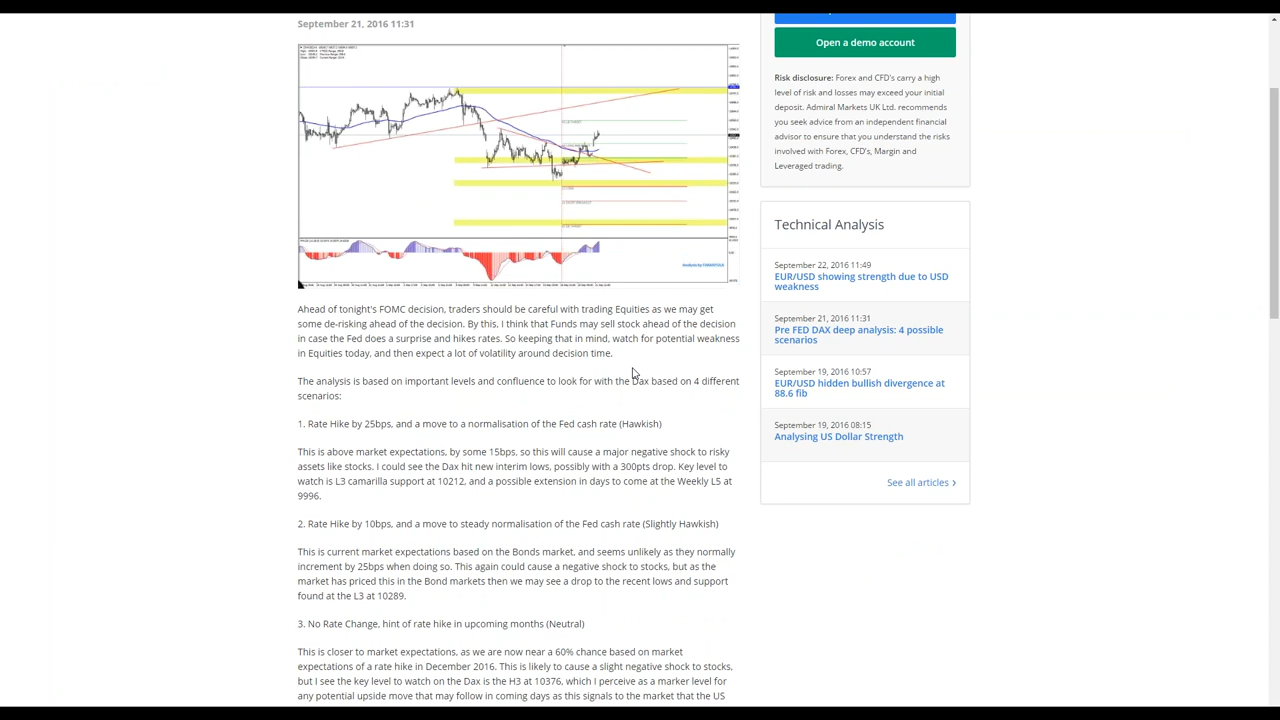 September 21, 2016 11:31
Ahead of tonight's FOMC decision, traders should be careful with trading Equities as we may get
some de-risking ahead of the decision. By this, I think that Funds may sell stock ahead of the decision
in case the Fed does a surprise and hikes rates. So keeping that in mind, watch for potential weakness
in Equities today, and then expect a lot of volatility around decision time.
The analysis is based on important levels and confluence to look for with the Dax based on 4 different
scenarios:
1. Rate Hike by 25bps, and a move to a normalisation of the Fed cash rate (Hawkish)
This is above market expectations, by some 15bps, so this will cause a major negative shock to risky
assets like stocks. I could see the Dax hit new interim lows, possibly with a 300pts drop. Key level to
watch is L3 camarilla support at 10212, and a possible extension in days to come at the Weekly L5 at
9996.
2. Rate Hike by 10bps, and a move to steady normalisation of the Fed cash rate (Slightly Hawkish)
This is current market expectations based on the Bonds market, and seems unlikely as they normally
increment by 25bps when doing so. This again could cause a negative shock to stocks, but as the
market has priced this in the Bond markets then we may see a drop to the recent lows and support
found at the L3 at 10289.
3. No Rate Change, hint of rate hike in upcoming months (Neutral)
This is closer to market expectations, as we are now near a 60% chance based on market
expectations of a rate hike in December 2016. This is likely to cause a slight negative shock to stocks,
but I see the key level to watch on the Dax is the H3 at 10376, which I perceive as a marker level for
any potential upside move that may follow in coming days as this signals to the market that the US
Open a demo account
Risk disclosure: Forex and CFD's carry a high
level of risk and losses may exceed your initial
deposit. Admiral Markets UK Ltd. recommends
you seek advice from an independent financial
advisor to ensure that you understand the risks
involved with Forex, CFD's, Margin and
Leveraged trading.
Technical Analysis
September 22, 2016 11:49
EUR/USD showing strength due to USD
weakness
September 21, 2016 11:31
Pre FED DAX deep analysis: 4 possible
scenarios
September 19, 2016 10:57
EUR/USD hidden bullish divergence at
88.6 fib
September 19, 2016 08:15
Analysing US Dollar Strength
See all articles